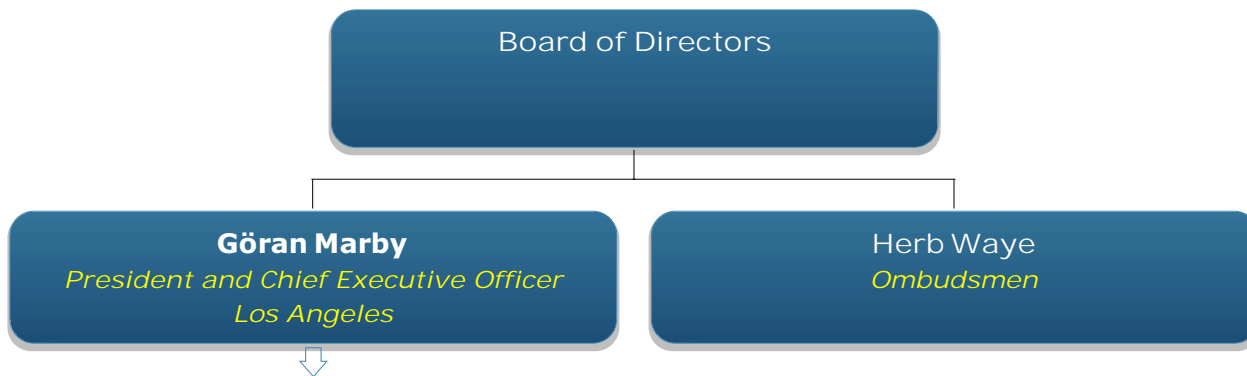 Board of Directors
Göran Marby
President and Chief Executive Officer
Los Angeles
Herb Waye
Ombudsmen